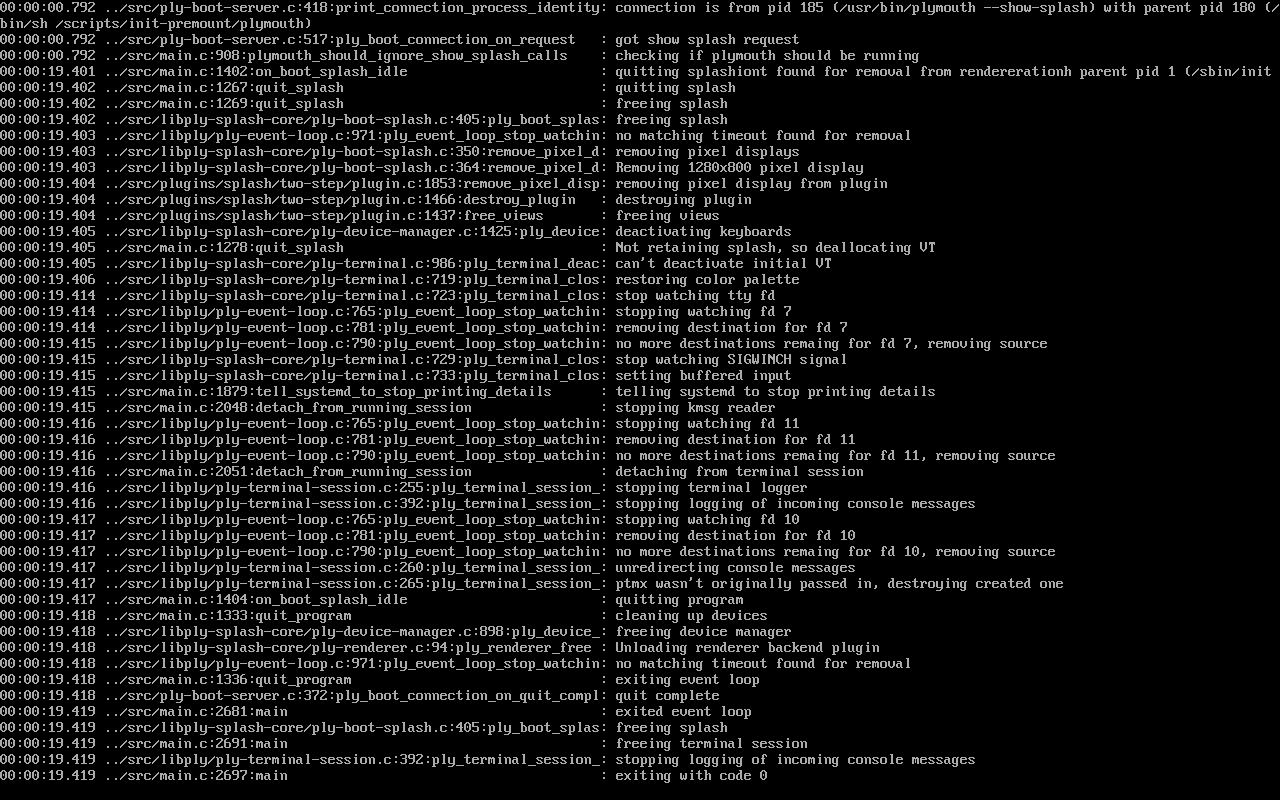 00:00:00.792 ../src/ply-boot-server.c:418:print_connection_process_identity: connection is from pid 185 (/usr/bin/plymouth --show-splash) with parent pid 180 (/
bin/sh /scripts/init-premount/plymouth)
00:00:00.792 ../src/ply-boot-server.c:517:ply_boot_connection_on_request   : got show splash request
00:00:00.792 ../src/main.c:908:plymouth_should_ignore_show_splash_calls    : checking if plymouth should be running
00:00:19.401 ../src/main.c:1402:on_boot_splash_idle                        : quitting splashiont found for removal from rendererationh parent pid 1 (/sbin/init
00:00:19.402 ../src/main.c:1267:quit_splash                                : quitting splash
00:00:19.402 ../src/main.c:1269:quit_splash                                : freeing splash
00:00:19.402 ../src/libply-splash-core/ply-boot-splash.c:405:ply_boot_splas: freeing splash
00:00:19.403 ../src/libply/ply-event-loop.c:971:ply_event_loop_stop_watchin: no matching timeout found for removal
00:00:19.403 ../src/libply-splash-core/ply-boot-splash.c:350:remove_pixel_d: removing pixel displays
00:00:19.403 ../src/libply-splash-core/ply-boot-splash.c:364:remove_pixel_d: Removing 1280x800 pixel display
00:00:19.404 ../src/plugins/splash/two-step/plugin.c:1853:remove_pixel_disp: removing pixel display from plugin
00:00:19.404 ../src/plugins/splash/two-step/plugin.c:1466:destroy_plugin   : destroying plugin
00:00:19.404 ../src/plugins/splash/two-step/plugin.c:1437:free_views       : freeing views
00:00:19.405 ../src/libply-splash-core/ply-device-manager.c:1425:ply_device: deactivating keyboards
00:00:19.405 ../src/main.c:1278:quit_splash                                : Not retaining splash, so deallocating VT
00:00:19.405 ../src/libply-splash-core/ply-terminal.c:986:ply_terminal_deac: can't deactivate initial VT
00:00:19.406 ../src/libply-splash-core/ply-terminal.c:719:ply_terminal_clos: restoring color palette
00:00:19.414 ../src/libply-splash-core/ply-terminal.c:723:ply_terminal_clos: stop watching tty fd
00:00:19.414 ../src/libply/ply-event-loop.c:765:ply_event_loop_stop_watchin: stopping watching fd 7
00:00:19.414 ../src/libply/ply-event-loop.c:781:ply_event_loop_stop_watchin: removing destination for fd 7
00:00:19.415 ../src/libply/ply-event-loop.c:790:ply_event_loop_stop_watchin: no more destinations remaing for fd 7, removing source
00:00:19.415 ../src/libply-splash-core/ply-terminal.c:729:ply_terminal_clos: stop watching SIGWINCH signal
00:00:19.415 ../src/libply-splash-core/ply-terminal.c:733:ply_terminal_clos: setting buffered input
00:00:19.415 ../src/main.c:1879:tell_systemd_to_stop_printing_details      : telling systemd to stop printing details
00:00:19.415 ../src/main.c:2048:detach_from_running_session                : stopping kmsg reader
00:00:19.416 ../src/libply/ply-event-loop.c:765:ply_event_loop_stop_watchin: stopping watching fd 11
00:00:19.416 ../src/libply/ply-event-loop.c:781:ply_event_loop_stop_watchin: removing destination for fd 11
00:00:19.416 ../src/libply/ply-event-loop.c:790:ply_event_loop_stop_watchin: no more destinations remaing for fd 11, removing source
00:00:19.416 ../src/main.c:2051:detach_from_running_session                : detaching from terminal session
00:00:19.416 ../src/libply/ply-terminal-session.c:255:ply_terminal_session_: stopping terminal logger
00:00:19.416 ../src/libply/ply-terminal-session.c:392:ply_terminal_session_: stopping logging of incoming console messages
00:00:19.417 ../src/libply/ply-event-loop.c:765:ply_event_loop_stop_watchin: stopping watching fd 10
00:00:19.417 ../src/libply/ply-event-loop.c:781:ply_event_loop_stop_watchin: removing destination for fd 10
00:00:19.417 ../src/libply/ply-event-loop.c:790:ply_event_loop_stop_watchin: no more destinations remaing for fd 10, removing source
00:00:19.417 ../src/libply/ply-terminal-session.c:260:ply_terminal_session_: unredirecting console messages
00:00:19.417 ../src/libply/ply-terminal-session.c:265:ply_terminal_session_: ptmx wasn't originally passed in, destroying created one
00:00:19.417 ../src/main.c:1404:on_boot_splash_idle                        : quitting program
00:00:19.418 ../src/main.c:1333:quit_program                               : cleaning up devices
00:00:19.418 ../src/libply-splash-core/ply-device-manager.c:898:ply_device_: freeing device manager
00:00:19.418 ../src/libply-splash-core/ply-renderer.c:94:ply_renderer_free : Unloading renderer backend plugin
00:00:19.418 ../src/libply/ply-event-loop.c:971:ply_event_loop_stop_watchin: no matching timeout found for removal
00:00:19.418 ../src/main.c:1336:quit_program                               : exiting event loop
00:00:19.418 ../src/ply-boot-server.c:372:ply_boot_connection_on_quit_compl: quit complete
00:00:19.419 ../src/main.c:2681:main                                       : exited event loop
00:00:19.419 ../src/libply-splash-core/ply-boot-splash.c:405:ply_boot_splas: freeing splash
00:00:19.419 ../src/main.c:2691:main                                       : freeing terminal session
00:00:19.419 ../src/libply/ply-terminal-session.c:392:ply_terminal_session_: stopping logging of incoming console messages
00:00:19.419 ../src/main.c:2697:main                                       : exiting with code 0